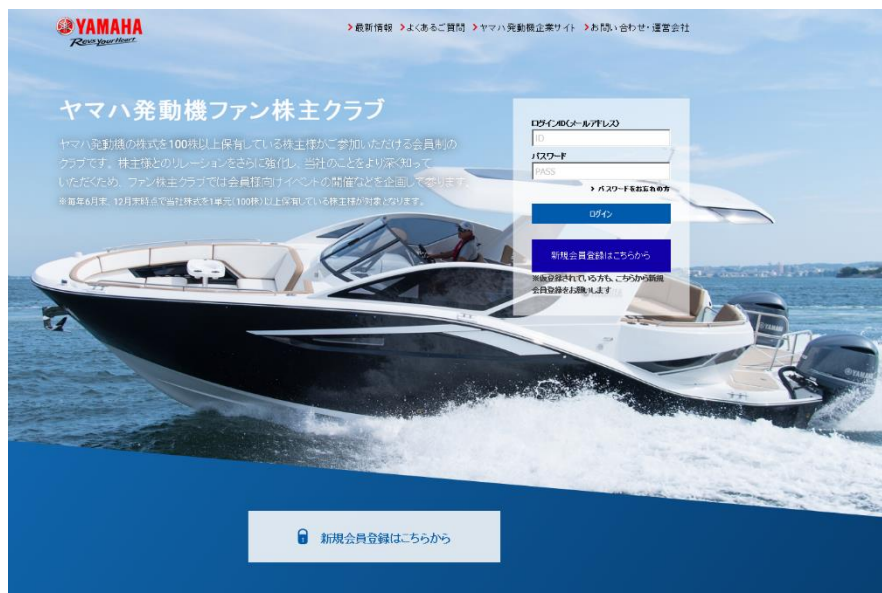 YAMAHA
Revs Your Heart
最新情報 よくあるご質問 ヤマハ発動機企業サイト お問い合わせ・運営会社
ヤマハ発動機ファン株主クラブ
ヤマハ発動機の株式を100株以上保有している株主様がご参加いただける会員制の
クラブです。株主様とのリレーションをさらに強化し、当社のことをより深く知って
いただくため、ファン株主クラブでは会員様向けイベントの開催などを企画して参ります。
※毎年6月末、12月末時点で当社株式を1単元(100株)以上保有している株主様が対象となります。
ログインID(メールアドレス)
ID
パスワード
PASS
パスワードをお忘れの方
ログイン
新規会員登録はこちらから
※仮登録されている方も、こちらから新規
会員登録をお願いします
YAMAHA
YAMAHA
新規会員登録はこちらから